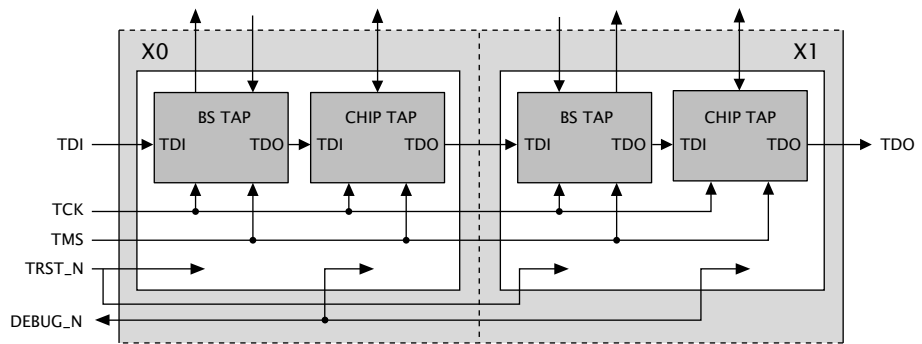 X0
X1
BS TAP
CHIP TAP
BS TAP
CHIP TAP
TDI
TDI
TDO
TDI
TDO
TDI
TDO
TDI
TDO
TDO
TCK
TMS
TRST_N
DEBUG_N